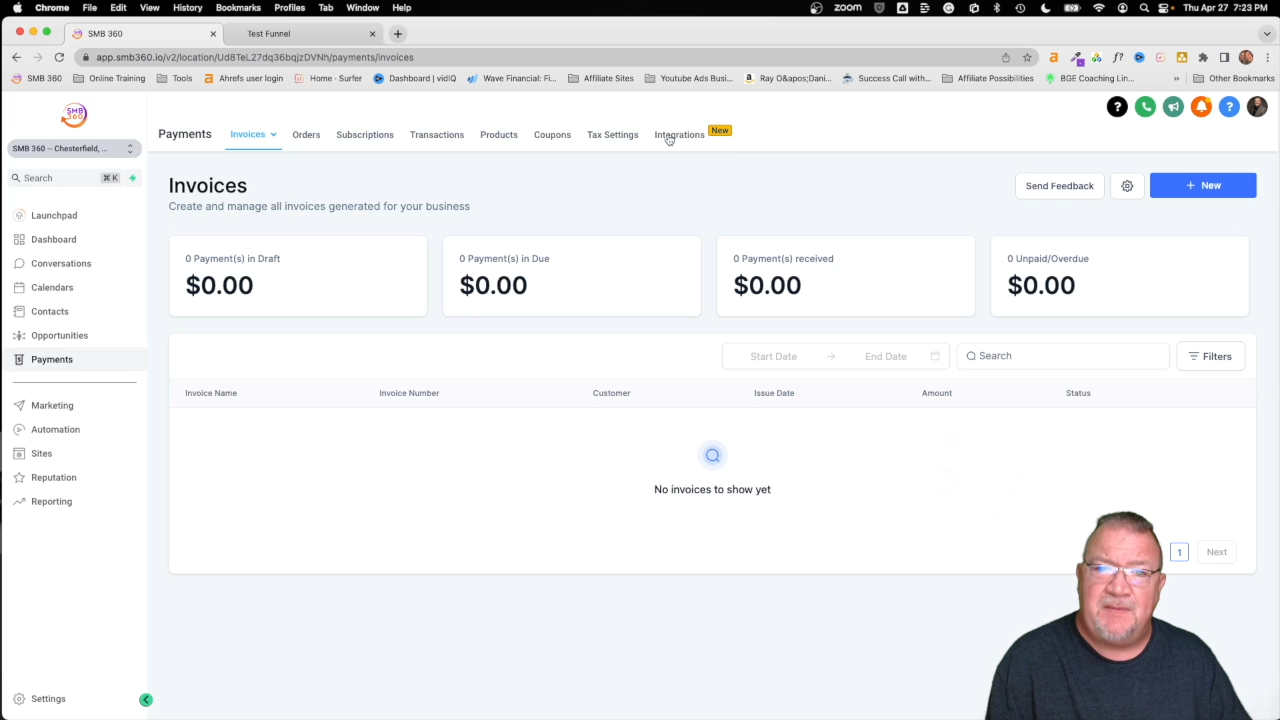 Chrome File Edit View History Bookmarks Profiles Tab Window Help zoom Thu Apr 27 7:23 PM
SMB 360 Test Funnel
app.smb360.io/v2/location/Ud8TeL27dq36bqjzDVNh/payments/invoices
SMB 360 Online Training Tools Ahrefs user login Home · Surfer Dashboard | vidIQ Wave Financial: Fi... Affiliate Sites Youtube Ads Busi... Ray O&apos;Dani... Success Call with... Affiliate Possibilities BGE Coaching Lin... » Other Bookmarks
SMB
360
SMB 360 -- Chesterfield, ...
Search ⌘ K
Launchpad
Dashboard
Conversations
Calendars
Contacts
Opportunities
Payments
Marketing
Automation
Sites
Reputation
Reporting
Settings
Payments Invoices Orders Subscriptions Transactions Products Coupons Tax Settings Integrations New
Invoices
Create and manage all invoices generated for your business
Send Feedback + New
0 Payment(s) in Draft
$0.00
0 Payment(s) in Due
$0.00
0 Payment(s) received
$0.00
0 Unpaid/Overdue
$0.00
Start Date → End Date Search Filters
Invoice Name Invoice Number Customer Issue Date Amount Status
No invoices to show yet
1 Next